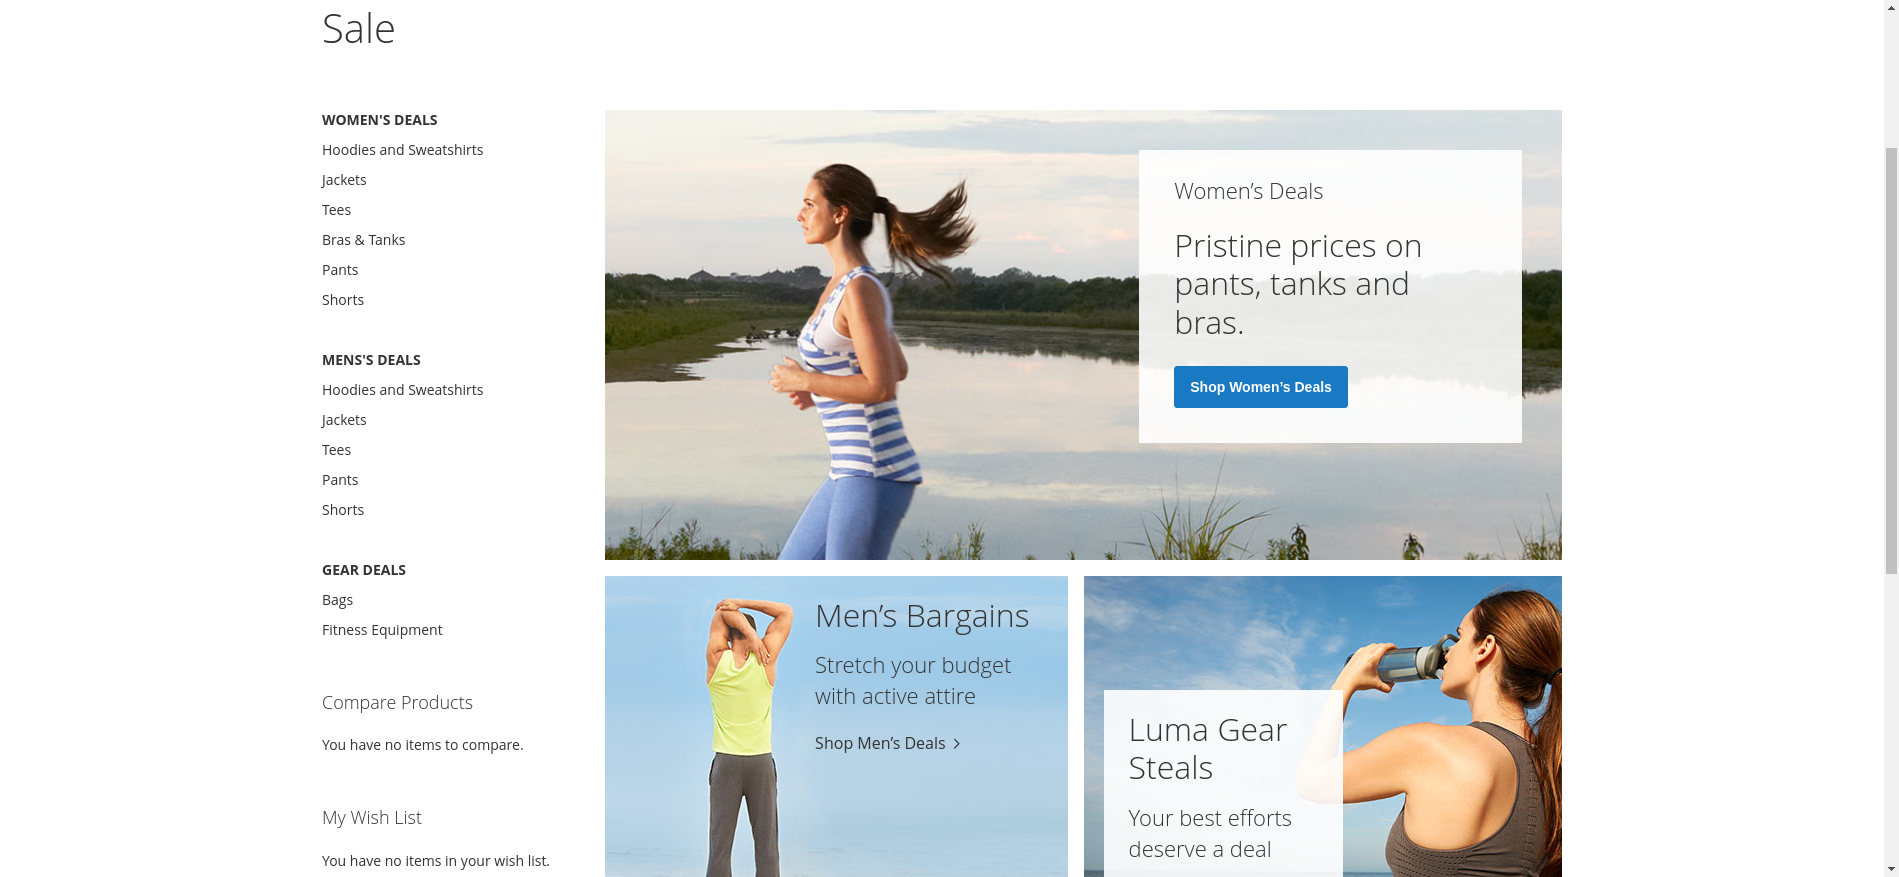 Sale
WOMEN'S DEALS
Hoodies and Sweatshirts
Jackets
Tees
Bras & Tanks
Pants
Shorts
MENS'S DEALS
Hoodies and Sweatshirts
Jackets
Tees
Pants
Shorts
GEAR DEALS
Bags
Fitness Equipment
Compare Products
You have no items to compare.
My Wish List
You have no items in your wish list.
Women’s Deals
Pristine prices on
pants, tanks and
bras.
Shop Women’s Deals
Men’s Bargains
Stretch your budget
with active attire
Shop Men’s Deals
Luma Gear
Steals
Your best efforts
deserve a deal